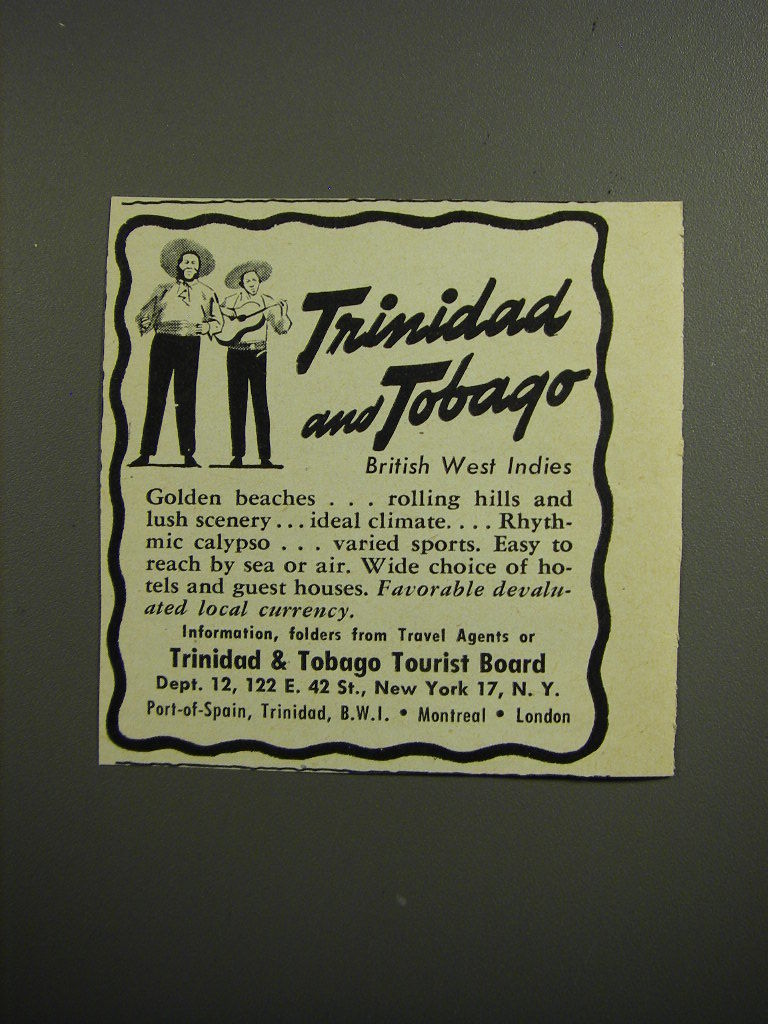 Trinidad
and Tobago
British West Indies
Golden beaches . . . rolling hills and
lush scenery . . . ideal climate. . . . Rhyth-
mic calypso . . . varied sports. Easy to
reach by sea or air. Wide choice of ho-
tels and guest houses. Favorable devalu-
ated local currency.
Information, folders from Travel Agents or
Trinidad & Tobago Tourist Board
Dept. 12, 122 E. 42 St., New York 17, N. Y.
Port-of-Spain, Trinidad, B.W.I. • Montreal • London